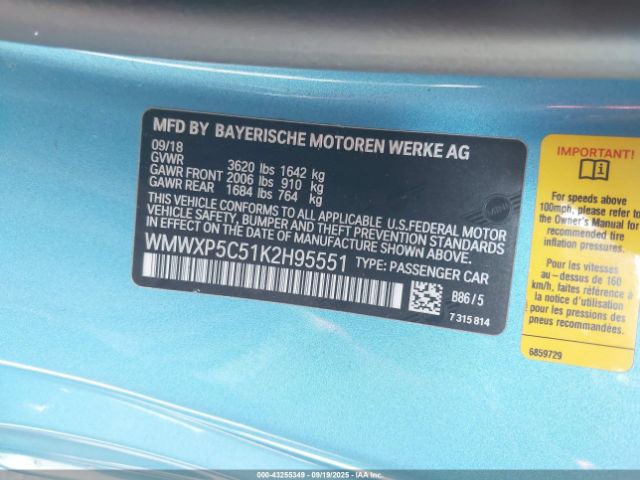 MFD BY BAYERISCHE MOTOREN WERKE AG
09/18
GVWR 3620 lbs 1642 kg
GAWR FRONT 2006 lbs 910 kg
GAWR REAR 1684 lbs 764 kg
THIS VEHICLE CONFORMS TO ALL APPLICABLE U.S.FEDERAL MOTOR
VEHICLE SAFETY, BUMPER AND THEFT PREVENTION STANDARDS
IN EFFECT ON THE DATE OF MANUFACTURE SHOWN ABOVE.
WMWXP5C51K2H95551 TYPE: PASSENGER CAR
B86/5
7 315 814
IMPORTANT!
For speeds above
100mph, please refer to
the Owner's Manual for
recommended tire
inflation pressures.
Pour les vitesses
au-dessus de 160
km/h, faites référence à
la notice d'utilisation
pour les pressions des
pneus recommandées.
6859729
000-43255349 - 09/19/2025 - COPYRIGHT IAA, LLC.